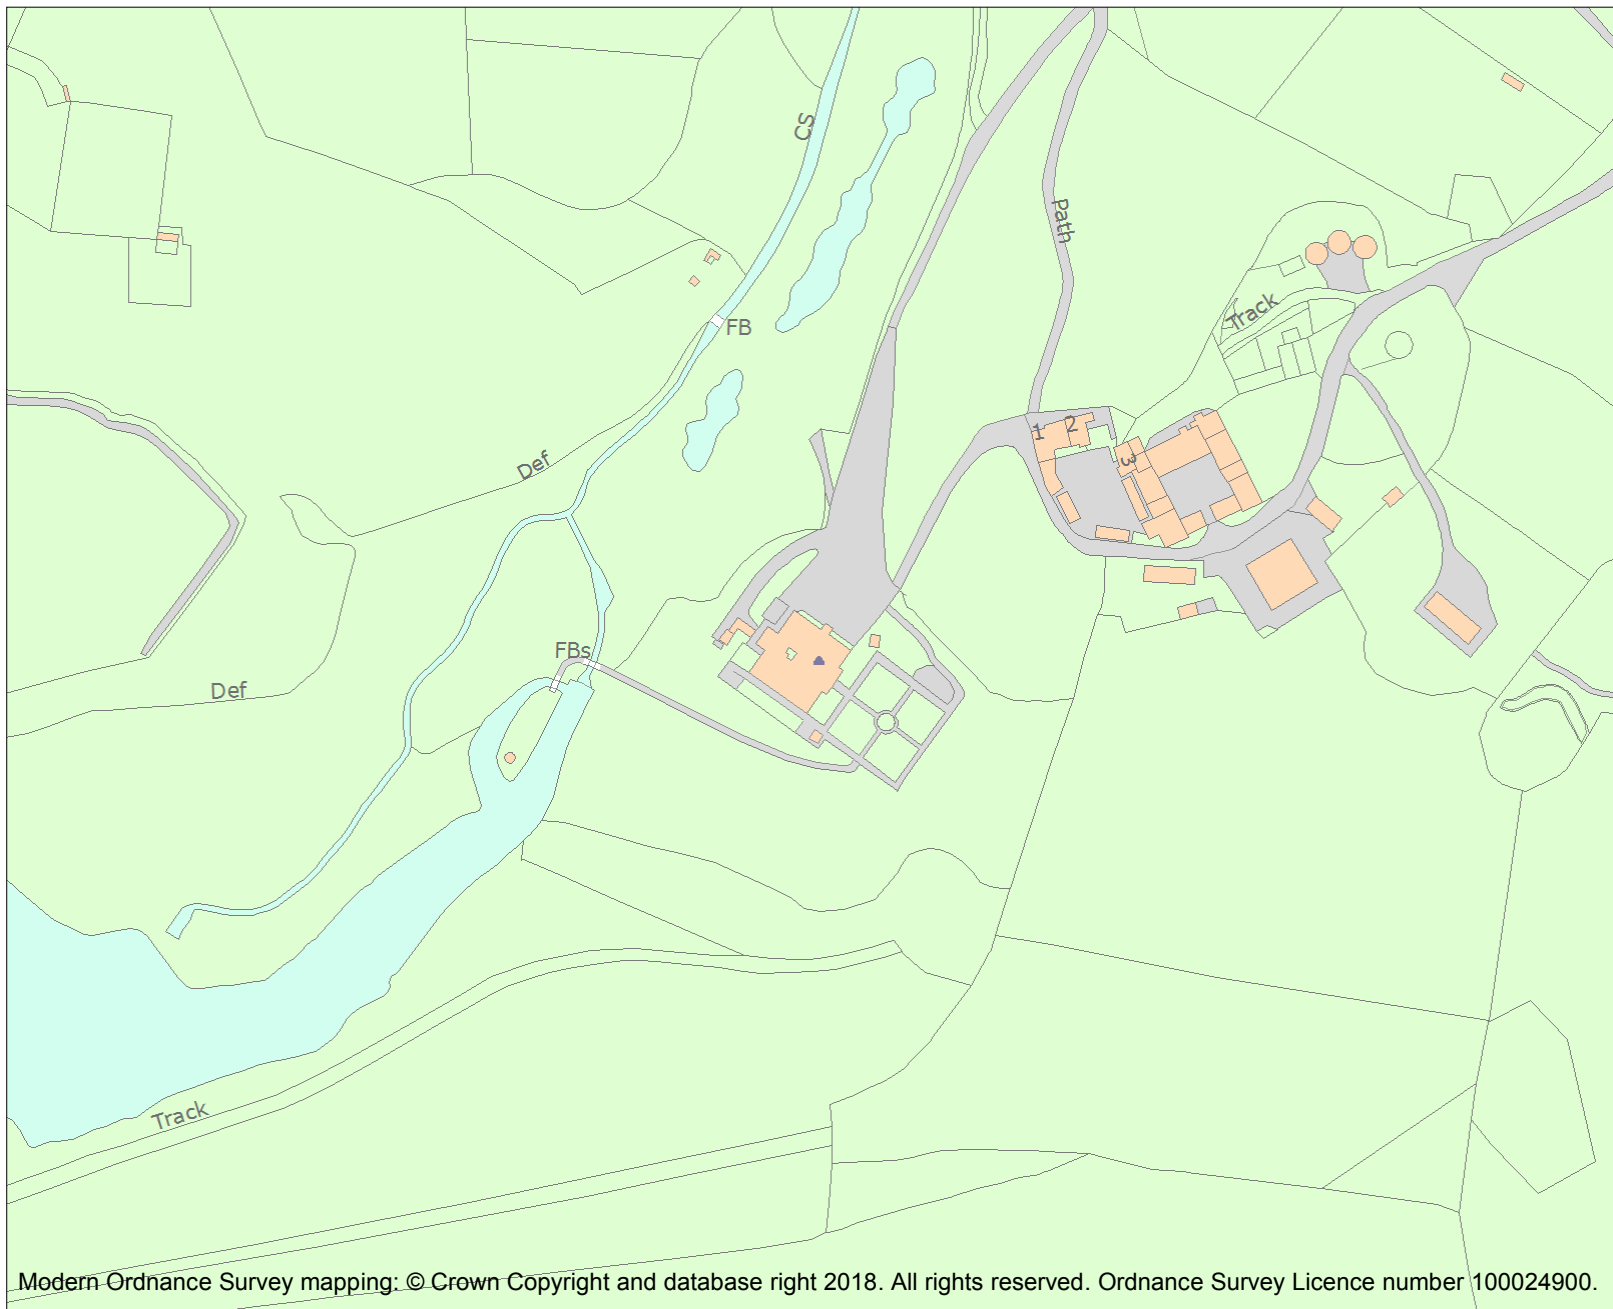 CS
Path
Track
FB
1
2
3
Def
FBs
Def
Track
Modern Ordnance Survey mapping: © Crown Copyright and database right 2018. All rights reserved. Ordnance Survey Licence number 100024900.